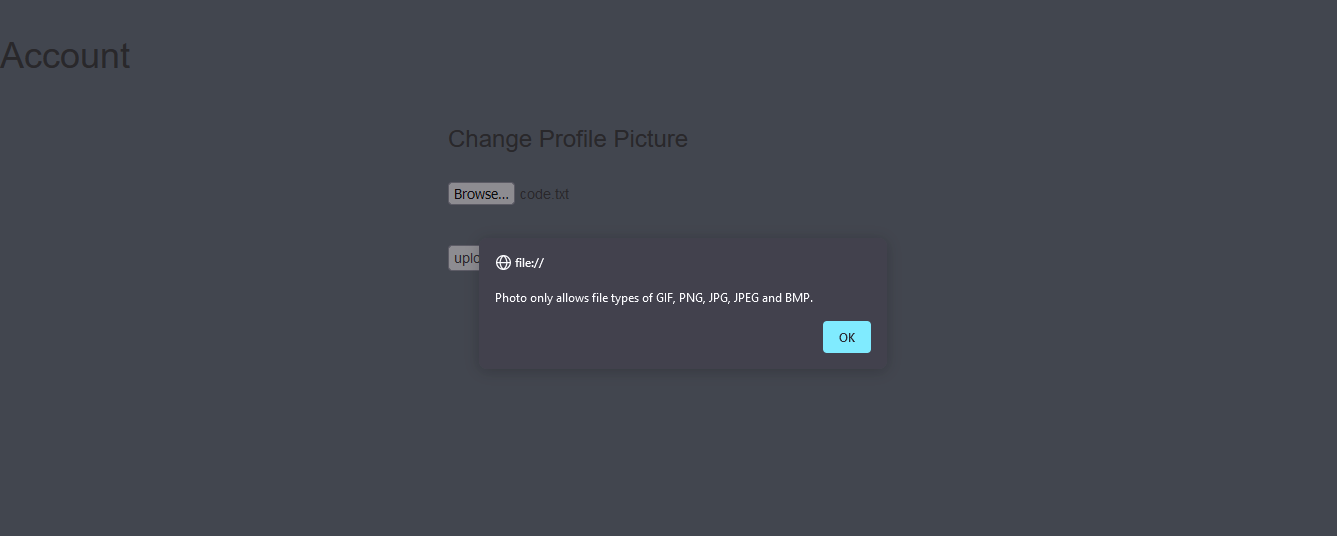 Account
Change Profile Picture
Browse... code.txt
uplo
file://
Photo only allows file types of GIF, PNG, JPG, JPEG and BMP.
OK